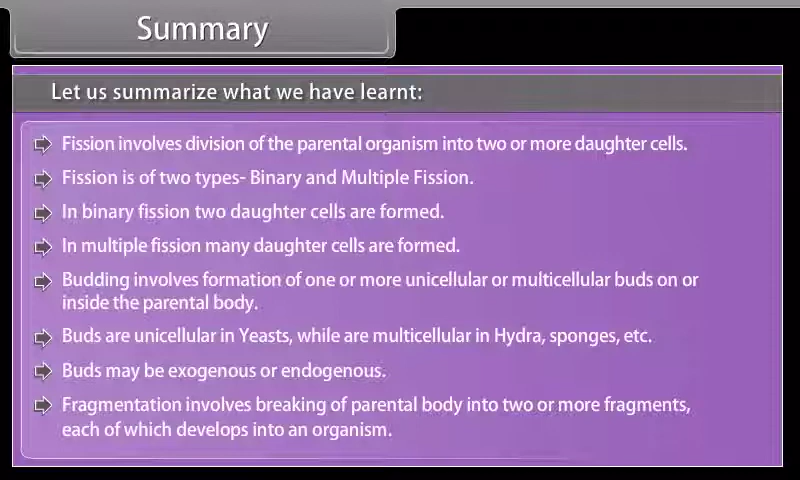 Summary
Let us summarize what we have learnt:
Fission involves division of the parental organism into two or more daughter cells.
Fission is of two types- Binary and Multiple Fission.
In binary fission two daughter cells are formed.
In multiple fission many daughter cells are formed.
Budding involves formation of one or more unicellular or multicellular buds on or
inside the parental body.
Buds are unicellular in Yeasts, while are multicellular in Hydra, sponges, etc.
Buds may be exogenous or endogenous.
Fragmentation involves breaking of parental body into two or more fragments,
each of which develops into an organism.